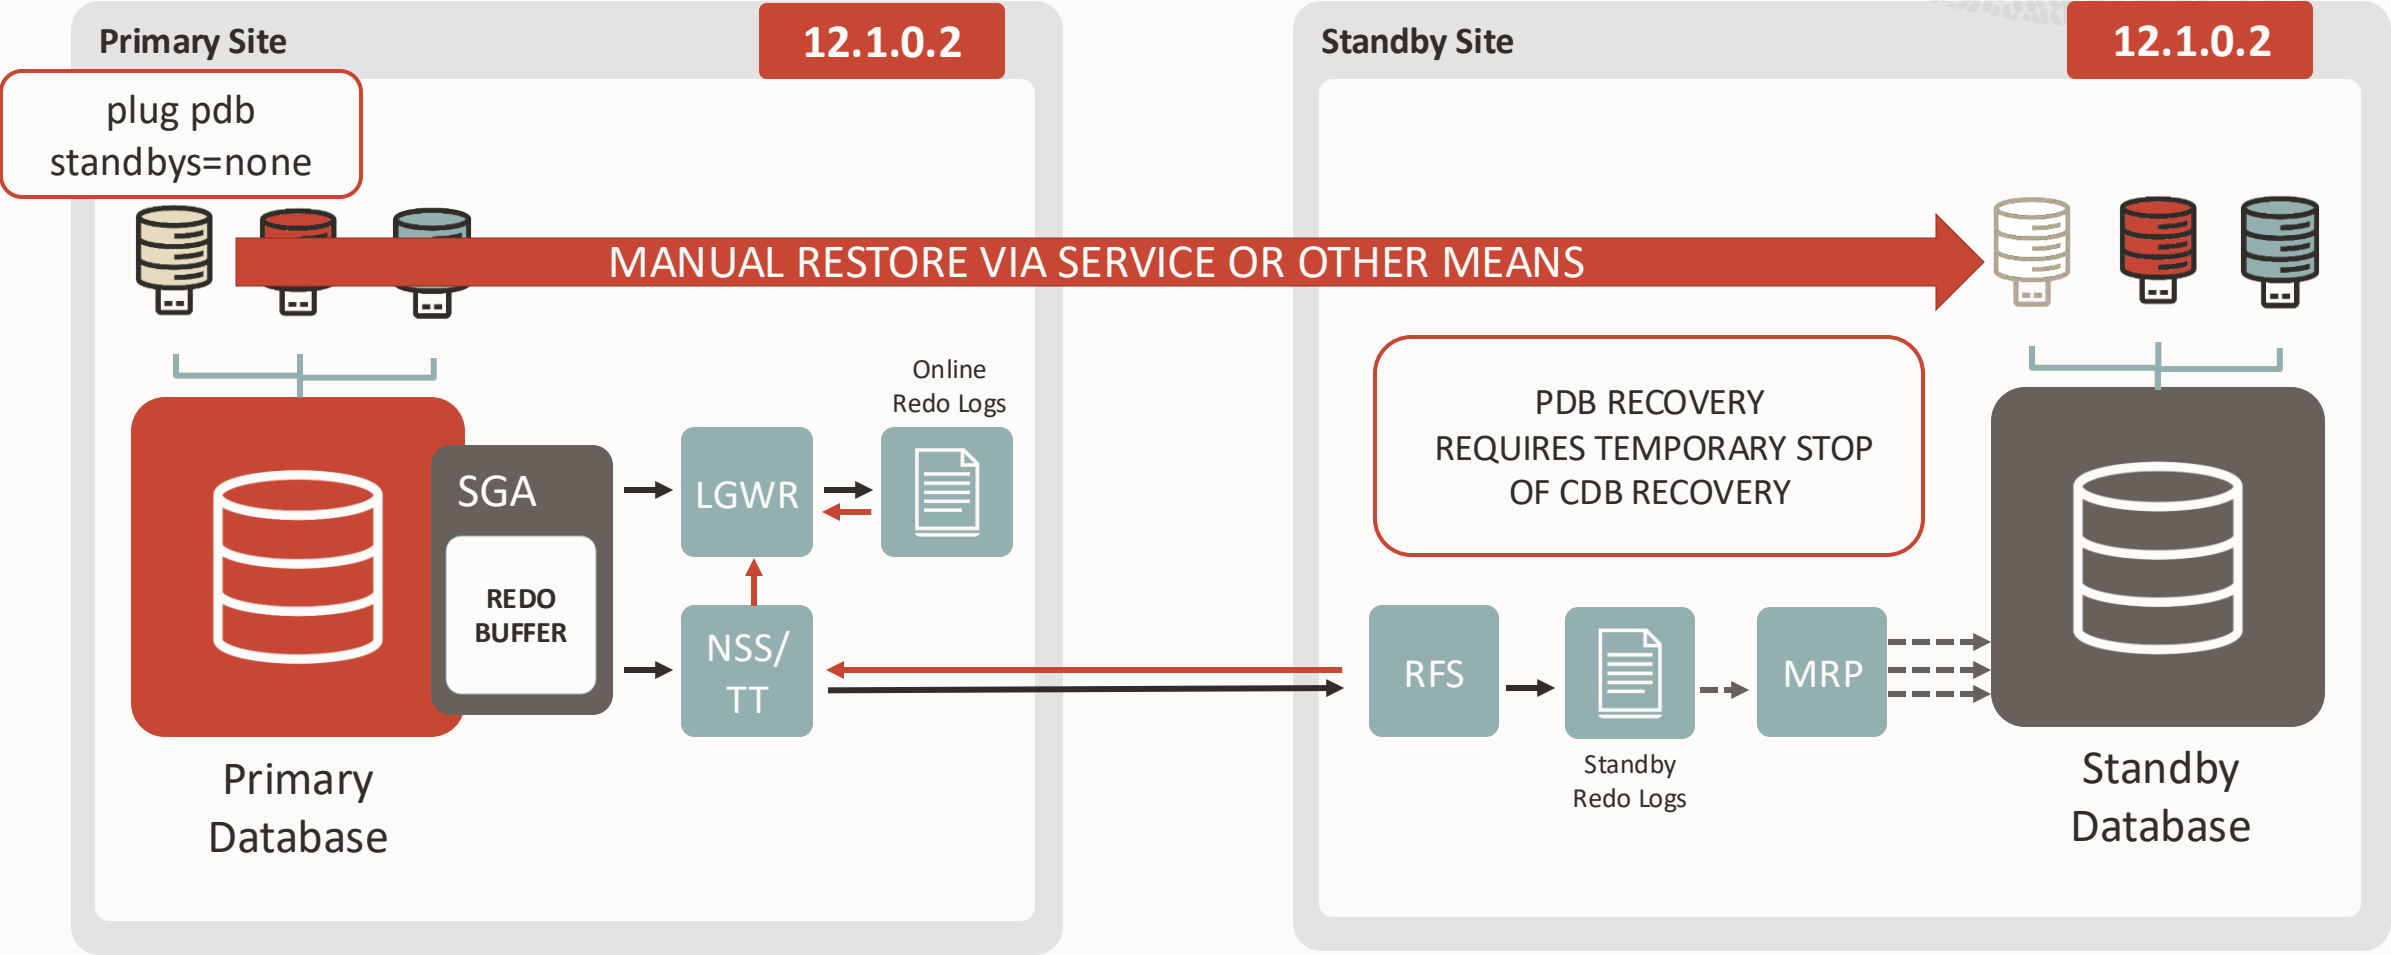 Primary Site
12.1.0.2
plug pdb
standbys=none
MANUAL RESTORE VIA SERVICE OR OTHER MEANS
SGA
REDO
BUFFER
LGWR
Online
Redo Logs
NSS/
TT
Primary
Database
Standby Site
12.1.0.2
PDB RECOVERY
REQUIRES TEMPORARY STOP
OF CDB RECOVERY
RFS
Standby
Redo Logs
MRP
Standby
Database